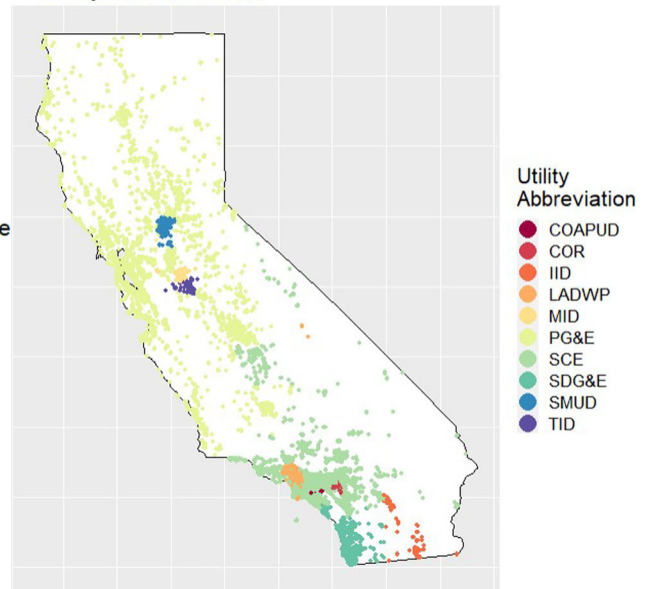 e
Utility
Abbreviation
COAPUD
COR
IID
LADWP
MID
PG&E
SCE
SDG&E
SMUD
TID